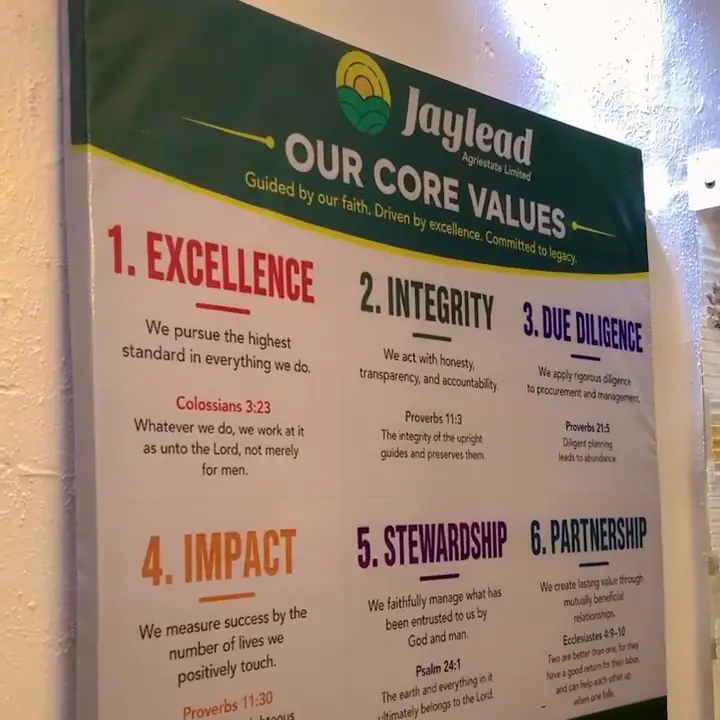 Jaylead
Agriestate Limited
OUR CORE VALUES
Guided by our faith. Driven by excellence. Committed to legacy.
1. EXCELLENCE
We pursue the highest
standard in everything we do.
Colossians 3:23
Whatever we do, we work at it
as unto the Lord, not merely
for men.
2. INTEGRITY
We act with honesty,
transparency, and accountability.
Proverbs 11:3
The integrity of the upright
guides and preserves them.
3. DUE DILIGENCE
We apply rigorous diligence
to procurement and management.
Proverbs 21:5
Diligent planning
leads to abundance.
4. IMPACT
We measure success by the
number of lives we
positively touch.
Proverbs 11:30
5. STEWARDSHIP
We faithfully manage what has
been entrusted to us by
God and man.
Psalm 24:1
The earth and everything in it
ultimately belongs to the Lord.
6. PARTNERSHIP
We create lasting value through
mutually beneficial
relationships.
Ecclesiastes 4:9-10
Two are better than one, for they
have a good return for their labor,
and can help each other up
when one falls.